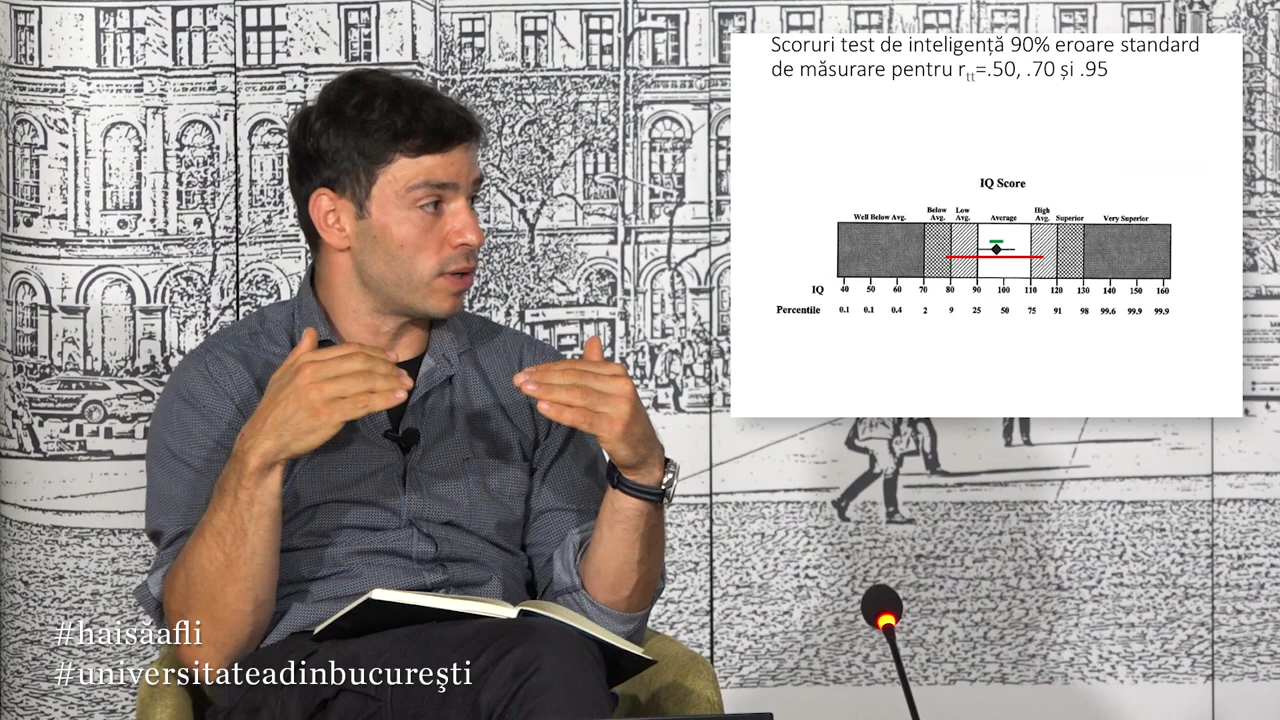 Scoruri test de inteligență 90% eroare standard
de măsurare pentru rtt=.50, .70 și .95
IQ Score
Well Below Avg. Below Avg. Low Avg. Average High Avg. Superior Very Superior
IQ 40 50 60 70 80 90 100 110 120 130 140 150 160
Percentile 0.1 0.1 0.4 2 9 25 50 75 91 98 99.6 99.9 99.9
#haisăafli
#universitateadinbucurești